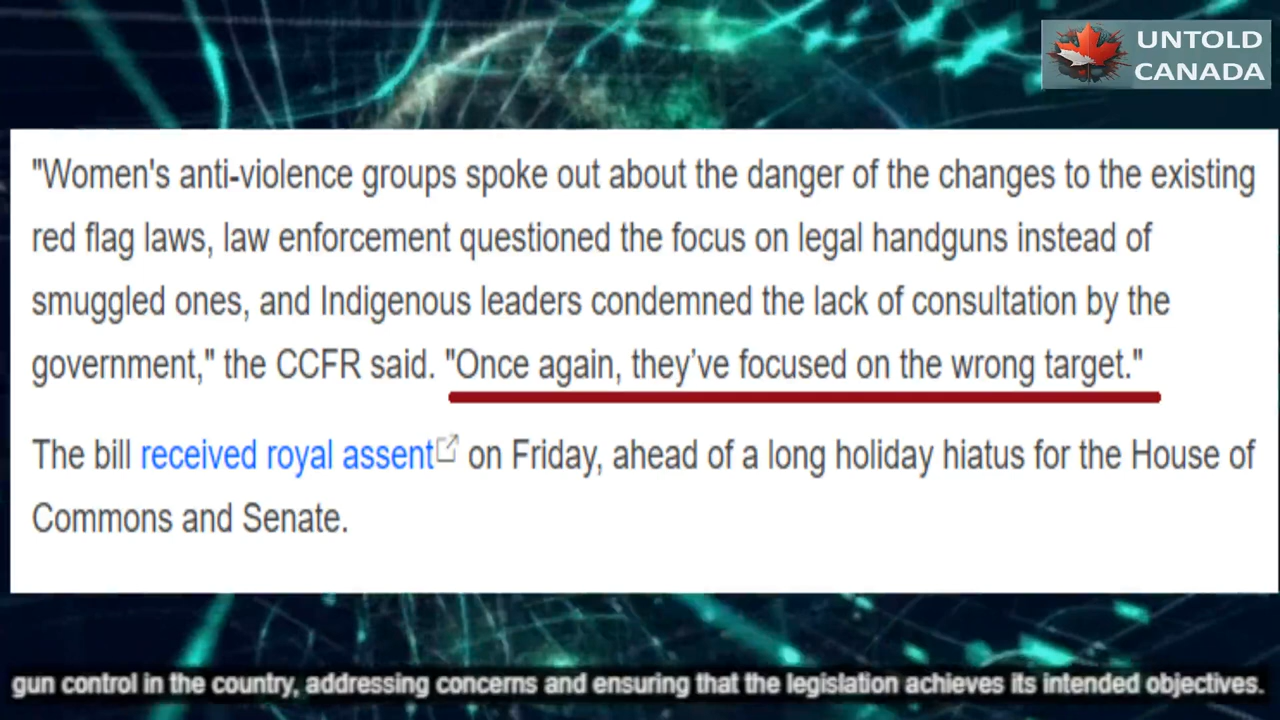 UNTOLD
CANADA
"Women's anti-violence groups spoke out about the danger of the changes to the existing
red flag laws, law enforcement questioned the focus on legal handguns instead of
smuggled ones, and Indigenous leaders condemned the lack of consultation by the
government," the CCFR said. "Once again, they’ve focused on the wrong target."
The bill received royal assent on Friday, ahead of a long holiday hiatus for the House of
Commons and Senate.
gun control in the country, addressing concerns and ensuring that the legislation achieves its intended objectives.